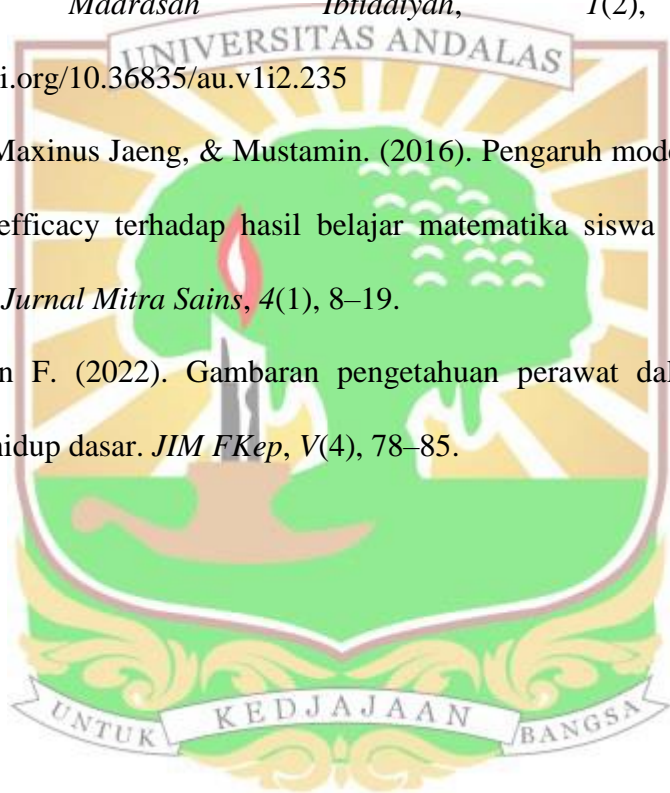 Madrasah Ibtidaiyah, 1(2),
UNIVERSITAS ANDALAS
i.org/10.36835/au.v1i2.235
Maxinus Jaeng, & Mustamin. (2016). Pengaruh mode
efficacy terhadap hasil belajar matematika siswa
Jurnal Mitra Sains, 4(1), 8–19.
n F. (2022). Gambaran pengetahuan perawat dal
hidup dasar. JIM FKep, V(4), 78–85.
UNTUK KEDJAJAAN BANGSA